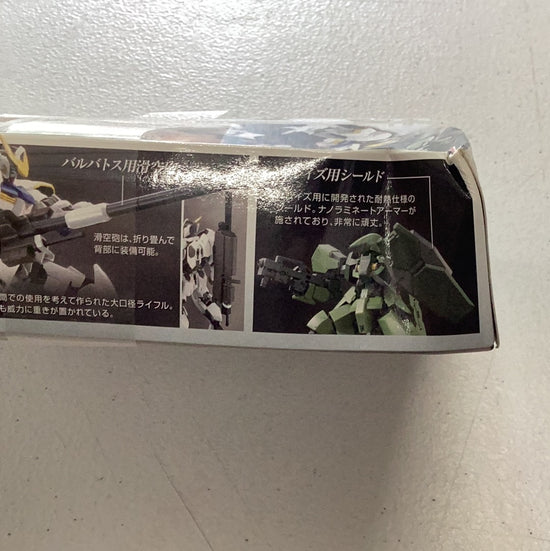 バルバトス用滑空
滑空砲は、折り畳んで
背部に装備可能。
での使用を考えて作られた大口径ライフル。
も威力に重きが置かれている。
イズ用シールド
イズ用に開発された耐熱仕様の
ールド。ナノラミネートアーマーが
施されており、非常に頑丈。